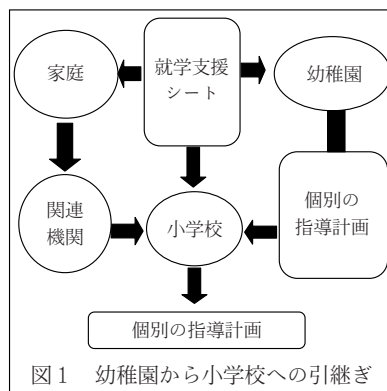 家庭
就学支援
シート
幼稚園
関連
機関
小学校
個別の
指導計画
個別の指導計画
図1　幼稚園から小学校への引継ぎ